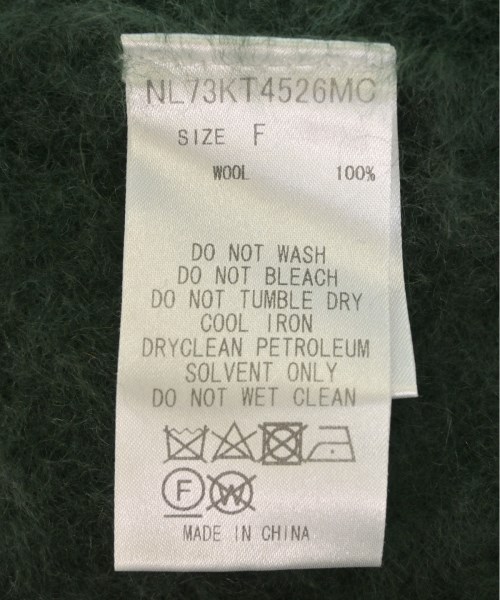 NL73KT4526MC
SIZE F
WOOL 100%
DO NOT WASH
DO NOT BLEACH
DO NOT TUMBLE DRY
COOL IRON
DRYCLEAN PETROLEUM
SOLVENT ONLY
DO NOT WET CLEAN
F W
MADE IN CHINA